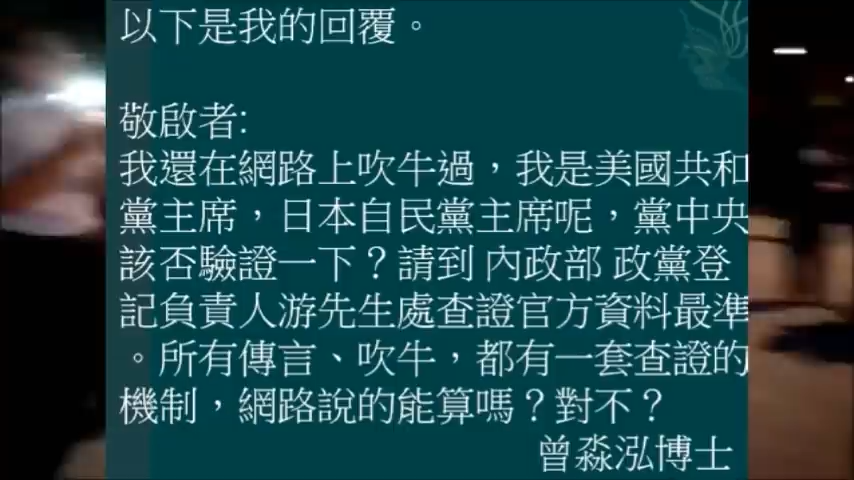 以下是我的回覆。
敬啟者:
我還在網路上吹牛過，我是美國共和
黨主席，日本自民黨主席呢，黨中央
該否驗證一下？請到 內政部 政黨登
記負責人游先生處查證官方資料最準
。所有傳言、吹牛，都有一套查證的
機制，網路說的能算嗎？對不？
曾淼泓博士